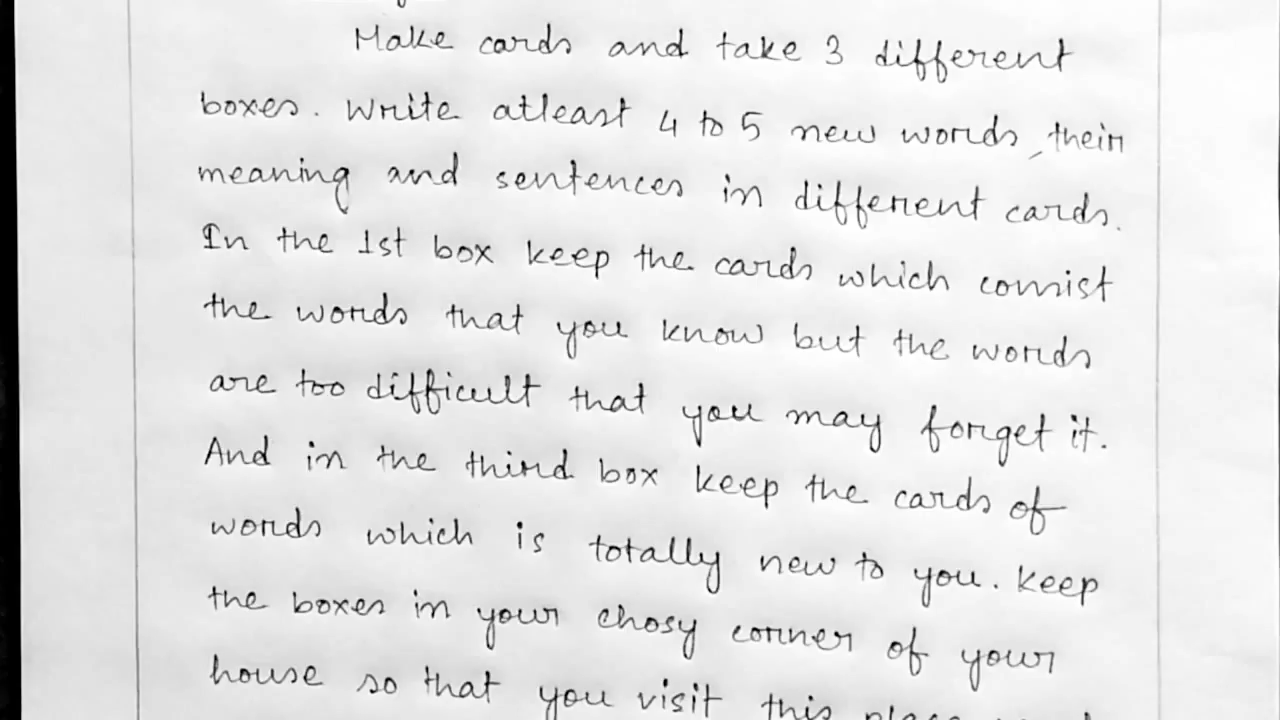 Make cards and take 3 different
boxes. Write atleast 4 to 5 new words, their
meaning and sentences in different cards.
In the 1st box keep the cards which consist
the words that you know but the words
are too difficult that you may forget it.
And in the third box keep the cards of
words which is totally new to you. Keep
the boxes in your chosy corner of your
house so that you visit this place